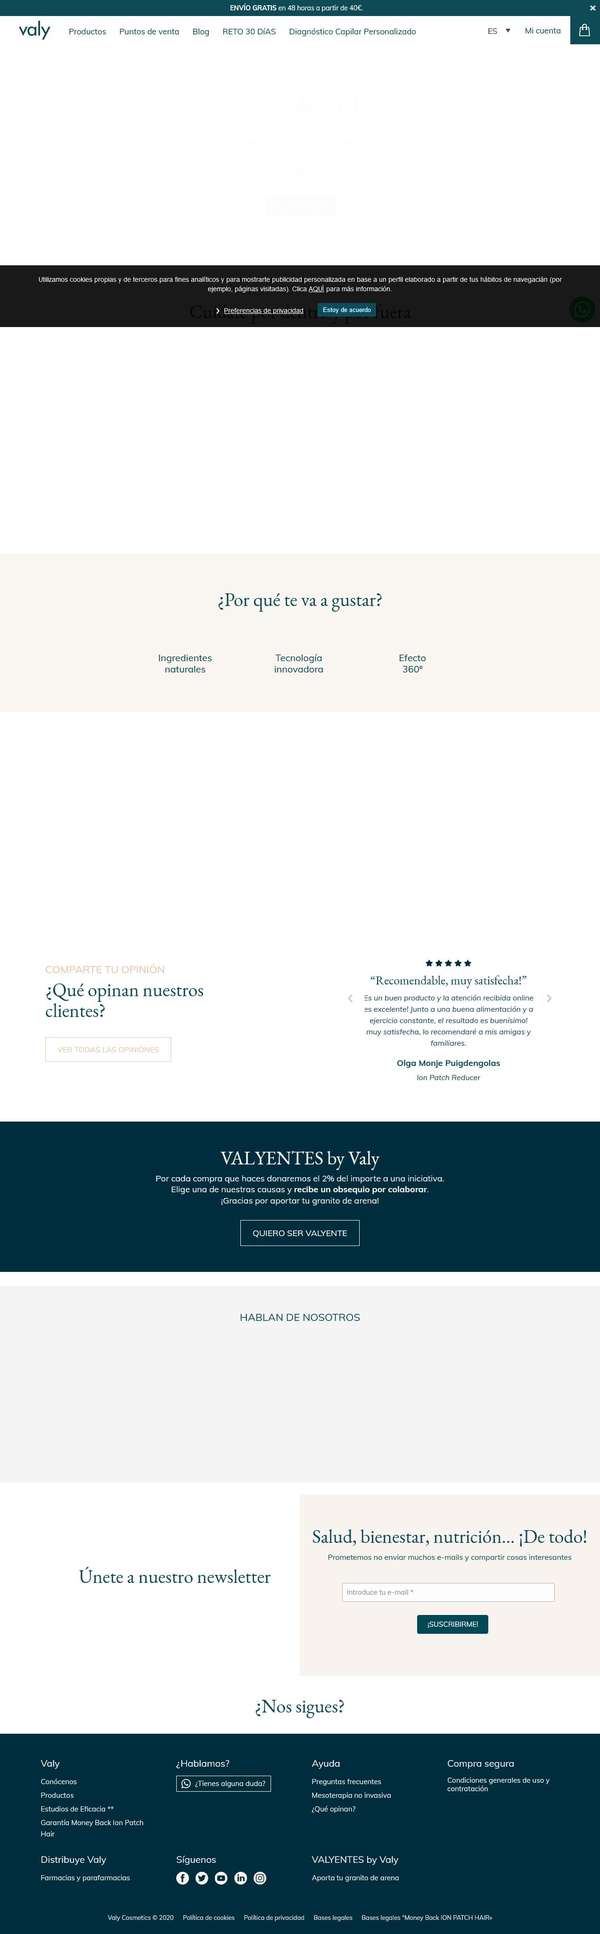 ENVÍO GRATIS en 48 horas a partir de 40€.
valy
Productos
Puntos de venta
Blog
RETO 30 DÍAS
Diagnóstico Capilar Personalizado
ES
Mi cuenta
Utilizamos cookies propias y de terceros para fines analíticos y para mostrarte publicidad personalizada en base a un perfil elaborado a partir de tus hábitos de navegación (por
ejemplo, páginas visitadas). Clica AQUÍ para más información.
Preferencias de privacidad
Estoy de acuerdo
¿Por qué te va a gustar?
Ingredientes
naturales
Tecnología
innovadora
Efecto
360º
COMPARTE TU OPINIÓN
¿Qué opinan nuestros
clientes?
VER TODAS LAS OPINIONES
“Recomendable, muy satisfecha!”
Es un buen producto y la atención recibida online
es excelente! Junto a una buena alimentación y a
ejercicio constante, el resultado es buenísimo!
muy satisfecha, lo recomendaré a mis amigas y
familiares.
Olga Monje Puigdengolas
Ion Patch Reducer
VALYENTES by Valy
Por cada compra que haces donaremos el 2% del importe a una iniciativa.
Elige una de nuestras causas y recibe un obsequio por colaborar.
¡Gracias por aportar tu granito de arena!
QUIERO SER VALYENTE
HABLAN DE NOSOTROS
Únete a nuestro newsletter
Salud, bienestar, nutrición... ¡De todo!
Prometemos no enviar muchos e-mails y compartir cosas interesantes
Introduce tu e-mail *
¡SUSCRIBIRME!
¿Nos sigues?
Valy
Conócenos
Productos
Estudios de Eficacia **
Garantía Money Back Ion Patch
Hair
¿Hablamos?
¿Tienes alguna duda?
Ayuda
Preguntas frecuentes
Mesoterapia no invasiva
¿Qué opinan?
Compra segura
Condiciones generales de uso y
contratación
Distribuye Valy
Farmacias y parafarmacias
Síguenos
VALYENTES by Valy
Aporta tu granito de arena
Valy Cosmetics © 2020
Política de cookies
Política de privacidad
Bases legales
Bases legales "Money Back ION PATCH HAIR»